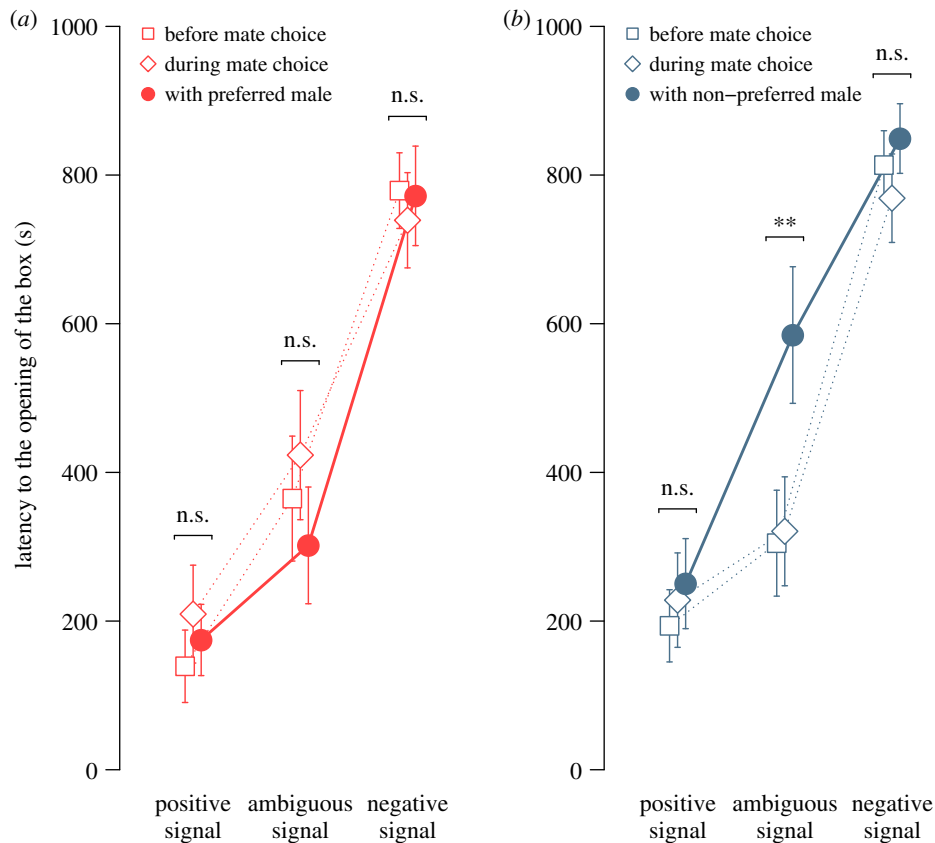 (a)
1000
800
600
400
200
0
latency to the opening of the box (s)
before mate choice
during mate choice
with preferred male
n.s.
n.s.
n.s.
positive
signal
ambiguous
signal
negative
signal
(b)
1000
800
600
400
200
0
before mate choice
during mate choice
with non−preferred male
n.s.
**
n.s.
positive
signal
ambiguous
signal
negative
signal